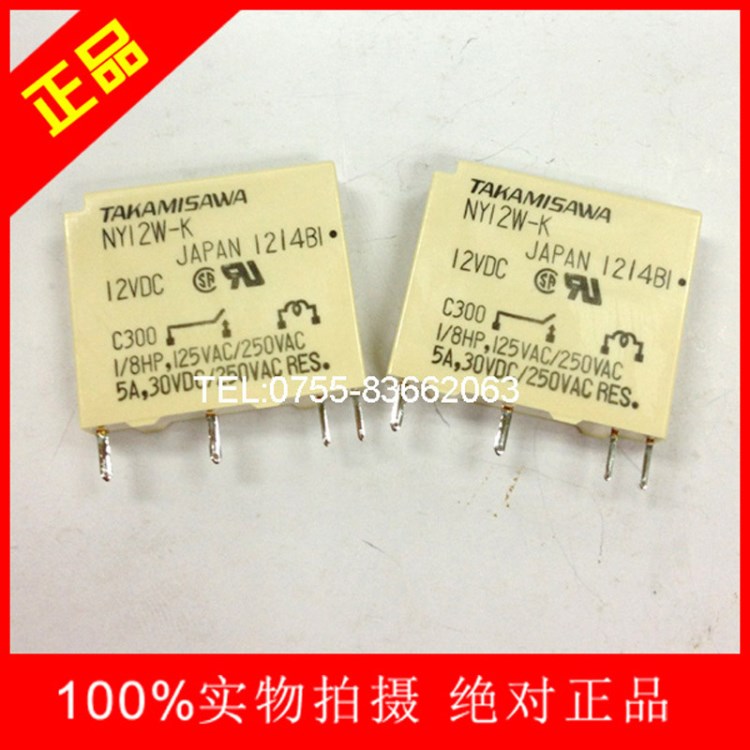 正品
TAKAMISAWA
NY12W-K
JAPAN 1214B1
12VDC
C300
1/8HP,125VAC/250VAC
5A,30VDC/250VAC RES.
TAKAMISAWA
NY12W-K
JAPAN 1214B1
12VDC
C300
1/8HP,125VAC/250VAC
5A,30VDC/250VAC RES.
TEL:0755-83662063
100%实物拍摄 绝对正品